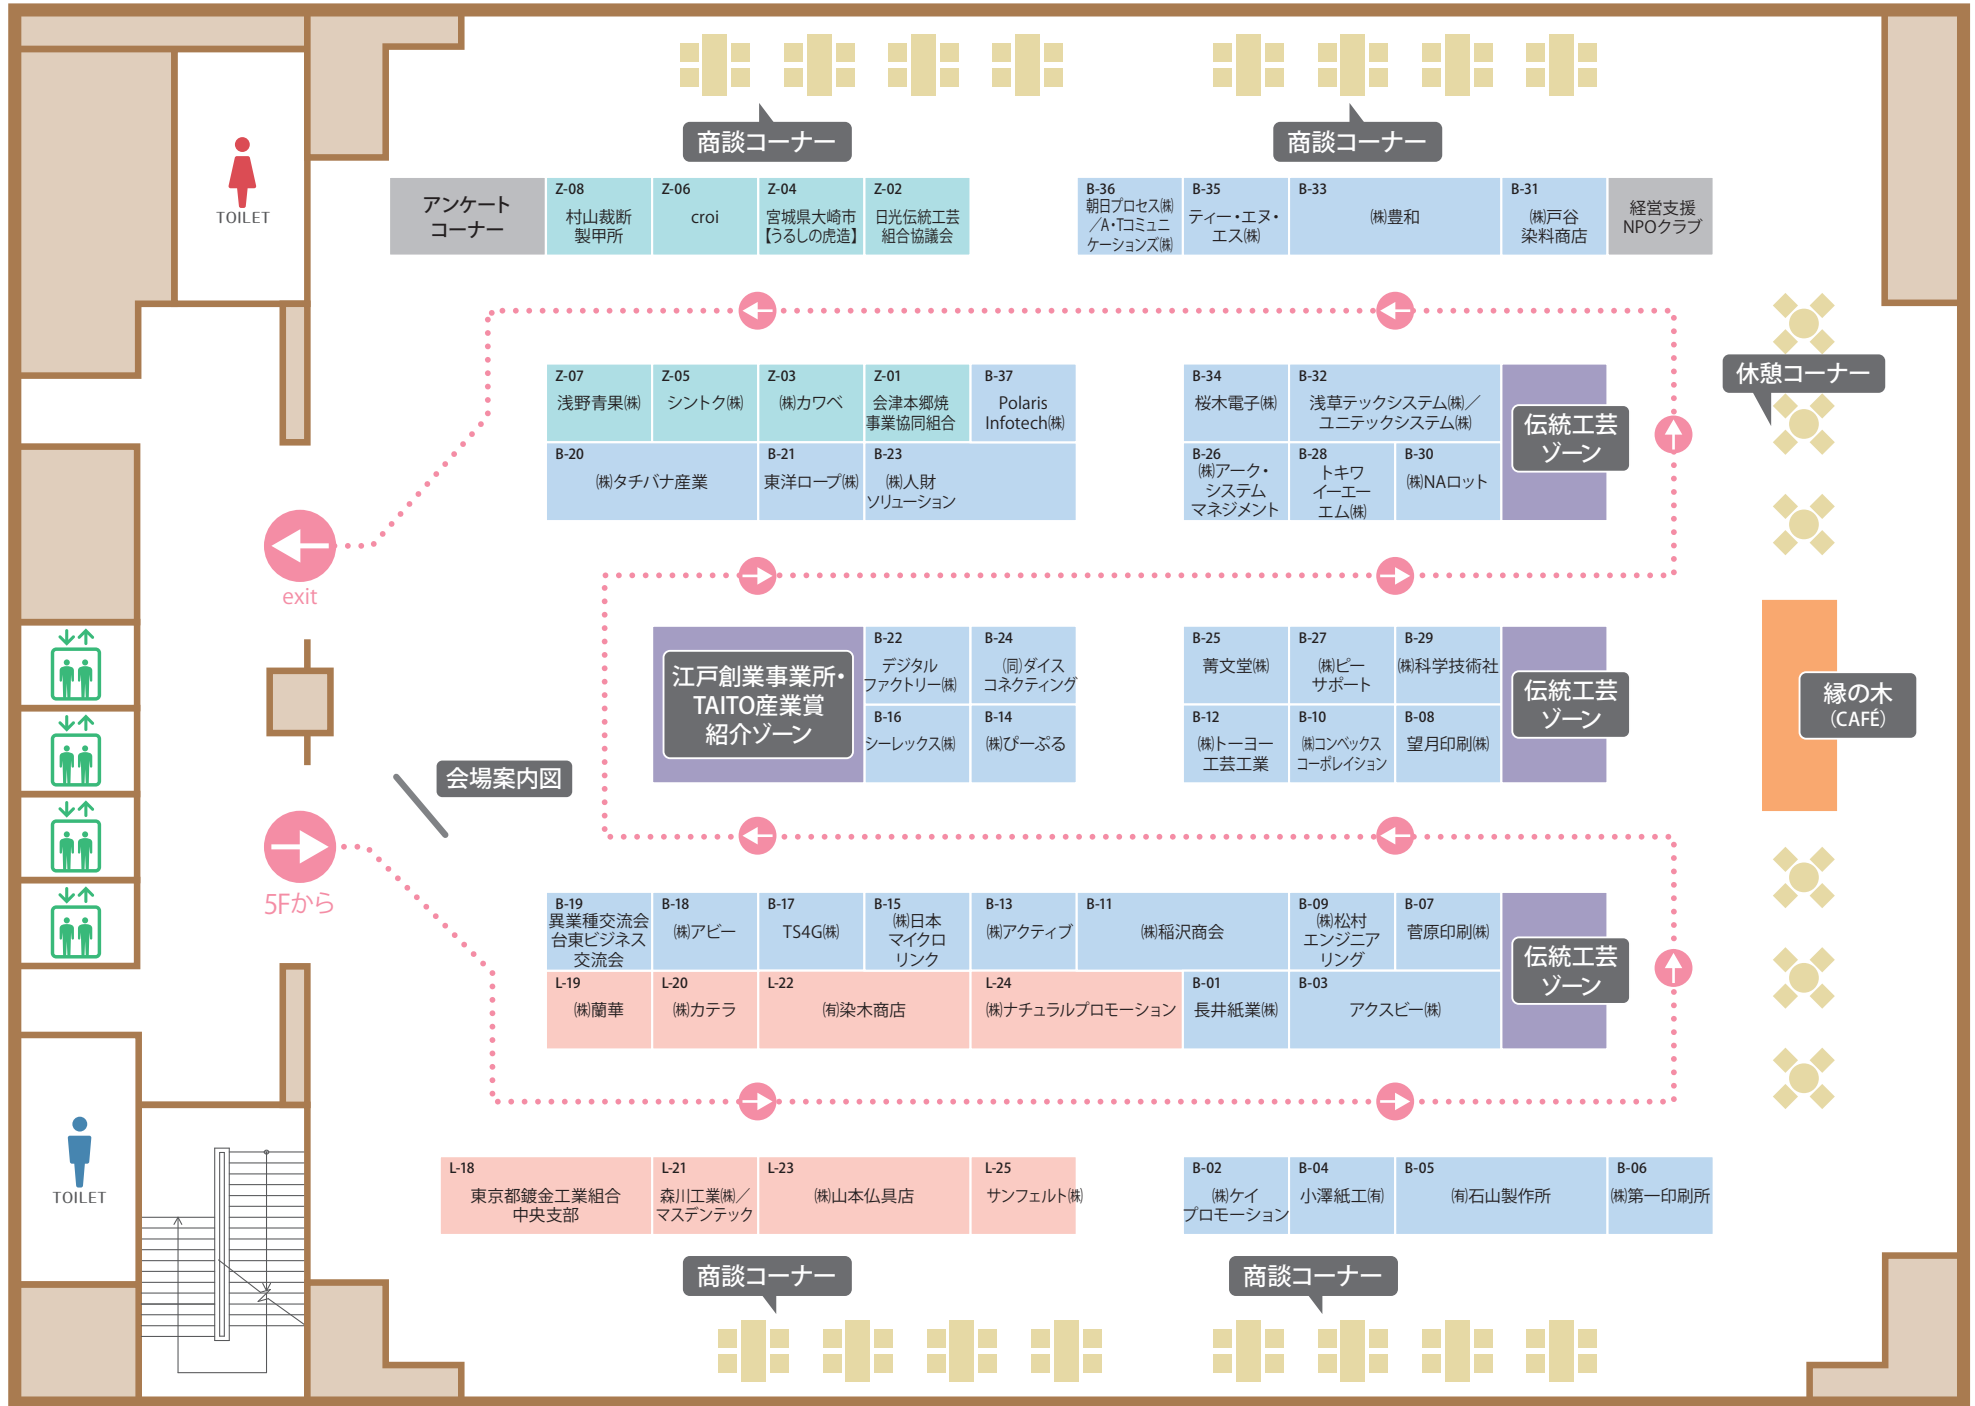 商談コーナー
商談コーナー
TOILET
アンケート
コーナー
Z-08
村山裁断
製甲所
Z-06
croi
Z-04
宮城県大崎市
【うるしの虎造】
Z-02
日光伝統工芸
組合協議会
B-36
朝日プロセス㈱
／A・Tコミュニ
ケーションズ㈱
B-35
ティー・エヌ・
エス㈱
B-33
㈱豊和
B-31
㈱戸谷
染料商店
経営支援
NPOクラブ
休憩コーナー
Z-07
浅野青果㈱
Z-05
シントク㈱
Z-03
㈱カワベ
Z-01
会津本郷焼
事業協同組合
B-37
Polaris
Infotech㈱
B-34
桜木電子㈱
B-32
浅草テックシステム㈱／
ユニテックシステム㈱
伝統工芸
ゾーン
B-20
㈱タチバナ産業
B-21
東洋ロープ㈱
B-23
㈱人財
ソリューション
B-26
㈱アーク・
システム
マネジメント
B-28
トキワ
イーエー
エム㈱
B-30
㈱NAロット
exit
江戸創業事業所・
TAITO産業賞
紹介ゾーン
B-22
デジタル
ファクトリー㈱
B-24
㈿ダイス
コネクティング
B-25
菁文堂㈱
B-27
㈱ピー
サポート
B-29
㈱科学技術社
伝統工芸
ゾーン
縁の木
（CAFÉ）
B-16
シーレックス㈱
B-14
㈱ぴーぷる
B-12
㈱トーヨー
工芸工業
B-10
㈱コンベックス
コーポレイション
B-08
望月印刷㈱
会場案内図
5Fから
B-19
異業種交流会
台東ビジネス
交流会
B-18
㈱アビー
B-17
TS4G㈱
B-15
㈱日本
マイクロ
リンク
B-13
㈱アクティブ
B-11
㈱稲沢商会
B-09
㈱松村
エンジニア
リング
B-07
菅原印刷㈱
伝統工芸
ゾーン
L-19
㈱蘭華
L-20
㈱カテラ
L-22
㈲染木商店
L-24
㈱ナチュラルプロモーション
B-01
長井紙業㈱
B-03
アクスビー㈱
TOILET
L-18
東京都鍍金工業組合
中央支部
L-21
森川工業㈱／
マスデンテック
L-23
㈱山本仏具店
L-25
サンフェルト㈱
B-02
㈱ケイ
プロモーション
B-04
小澤紙工㈲
B-05
㈲石山製作所
B-06
㈱第一印刷所
商談コーナー
商談コーナー